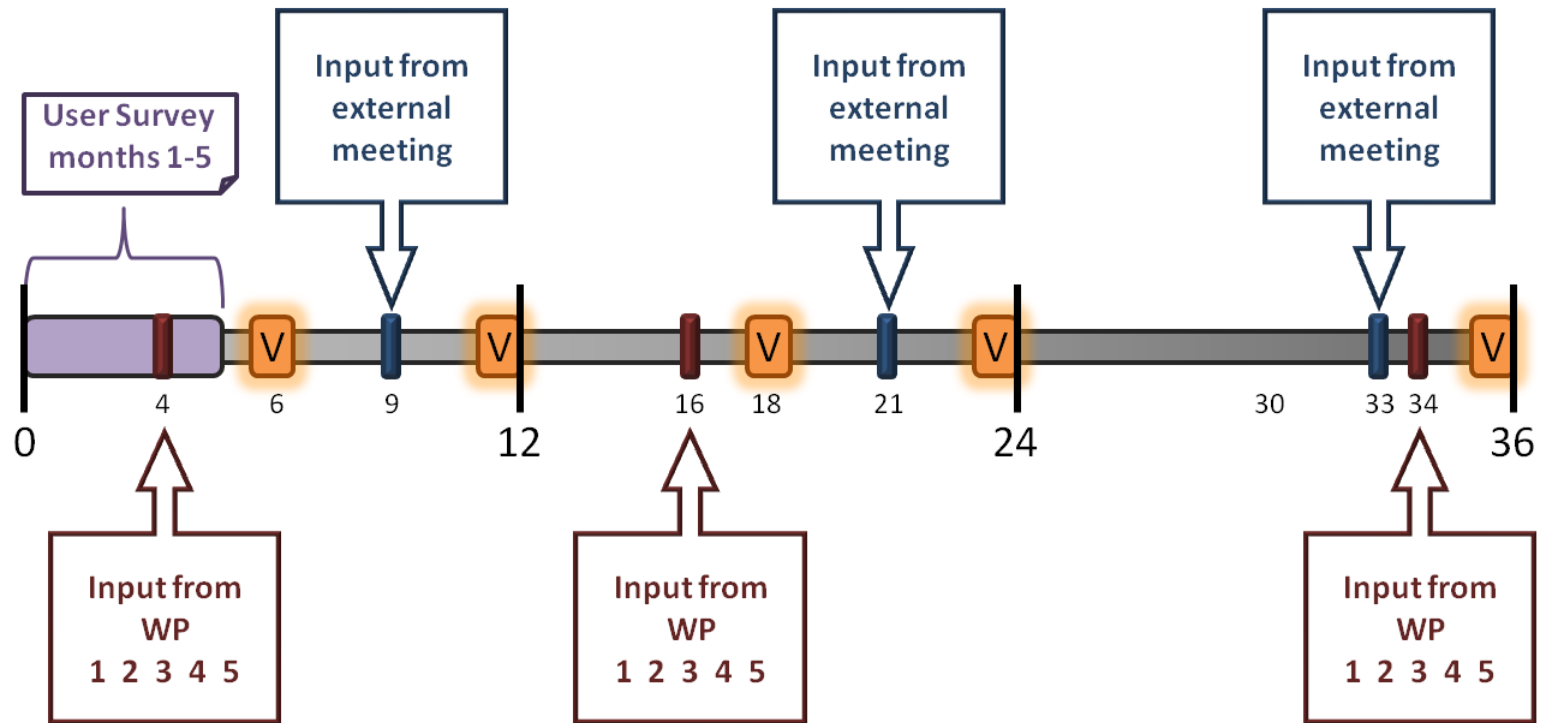 User Survey
months 1-5
Input from
external
meeting
Input from
external
meeting
Input from
external
meeting
V V V V V
4 6 9 16 18 21 30 33 34
0 12 24 36
Input from
WP
1 2 3 4 5
Input from
WP
1 2 3 4 5
Input from
WP
1 2 3 4 5